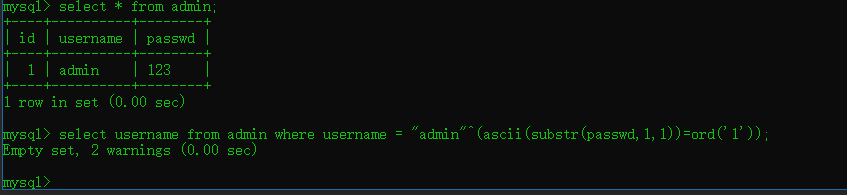 mysql> select * from admin;
+----+----------+--------+
| id | username | passwd |
+----+----------+--------+
| 1 | admin | 123 |
+----+----------+--------+
1 row in set (0.00 sec)
mysql> select username from admin where username = "admin"^(ascii(substr(passwd,1,1))=ord('1'));
Empty set, 2 warnings (0.00 sec)
mysql>